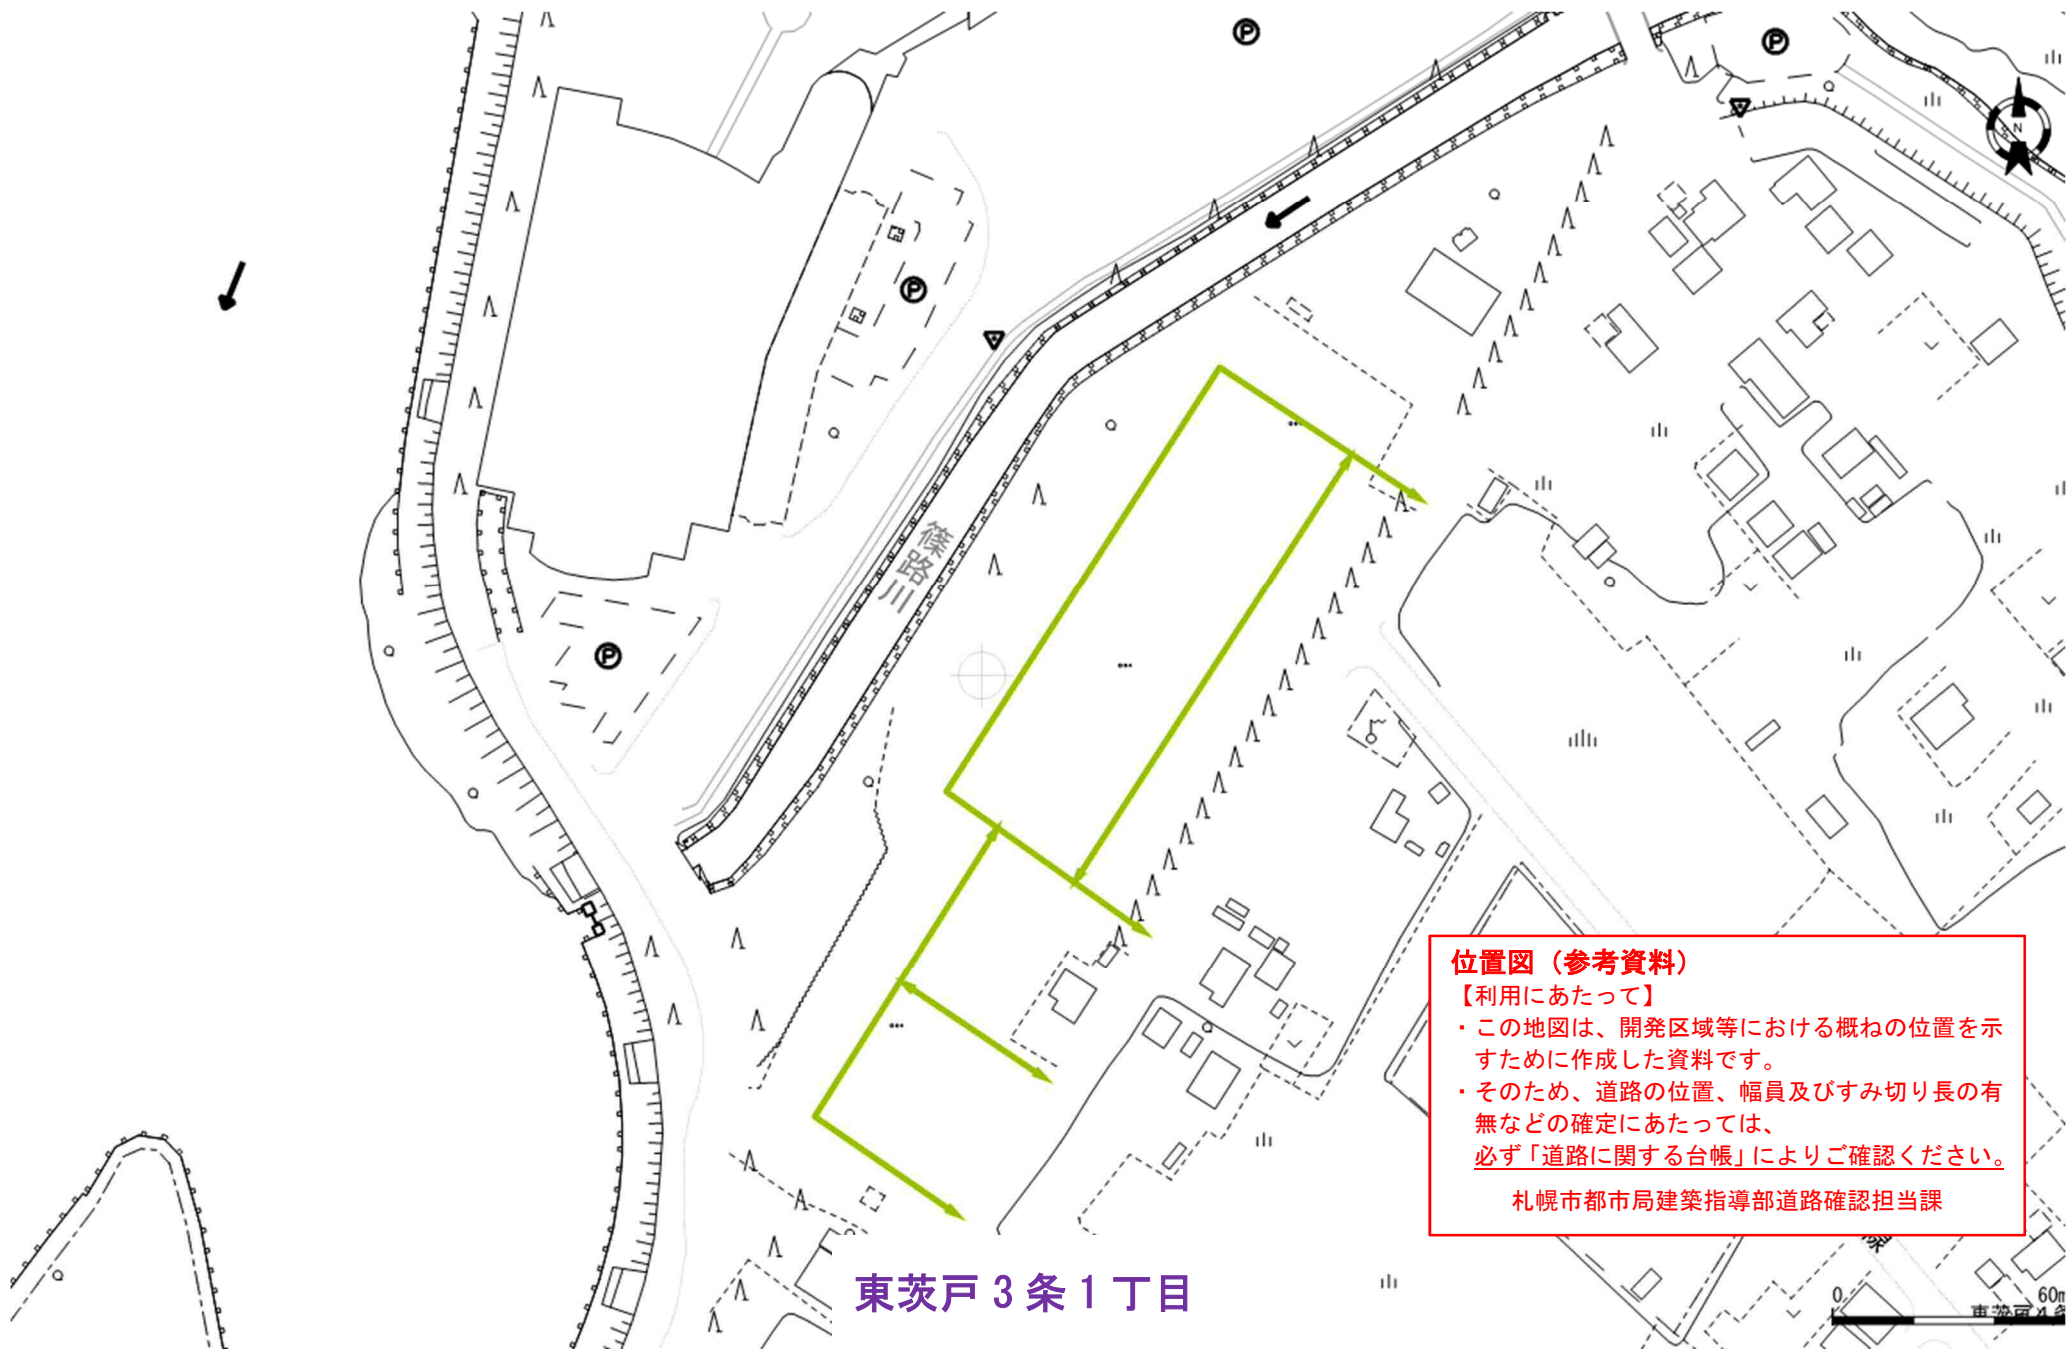 Ⓟ
Ⓟ
N
Ⓟ
篠路川
Ⓟ
位置図（参考資料）
【利用にあたって】
・この地図は、開発区域等における概ねの位置を示
すために作成した資料です。
・そのため、道路の位置、幅員及びすみ切り長の有
無などの確定にあたっては、
必ず「道路に関する台帳」によりご確認ください。
札幌市都市局建築指導部道路確認担当課
東茨戸３条１丁目
0 60m